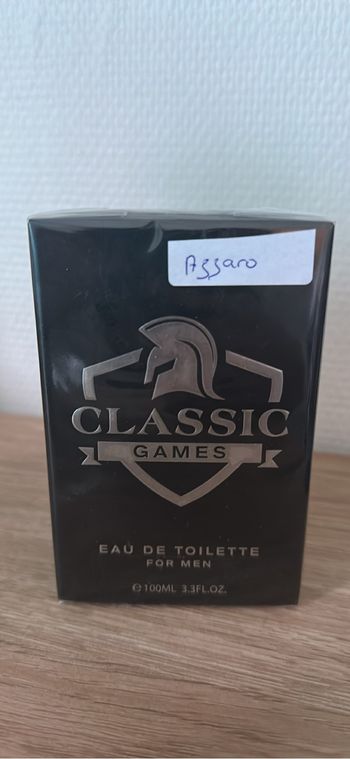 Azzaro
CLASSIC
GAMES
EAU DE TOILETTE
FOR MEN
℮100ML 3.3FL.OZ.